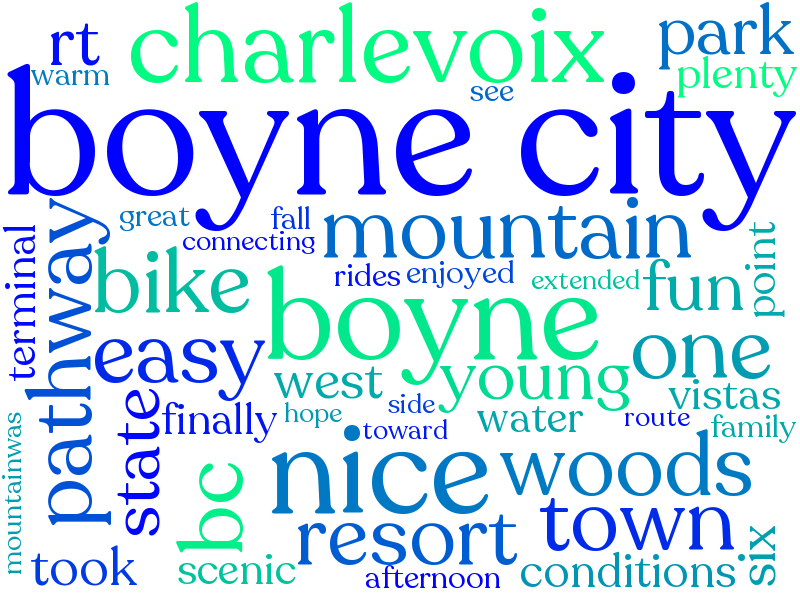 rt
charlevoix
park
warm
see
plenty
boyne city
great
fall
connecting
mountain
terminal
pathway
bike
rides
enjoyed
extended
fun
point
boyne
easy
one
west
young
vistas
state
finally
hope
side
toward
water
route
family
mountainwas
bc
nice
woods
resort
town
six
took
scenic
afternoon
conditions